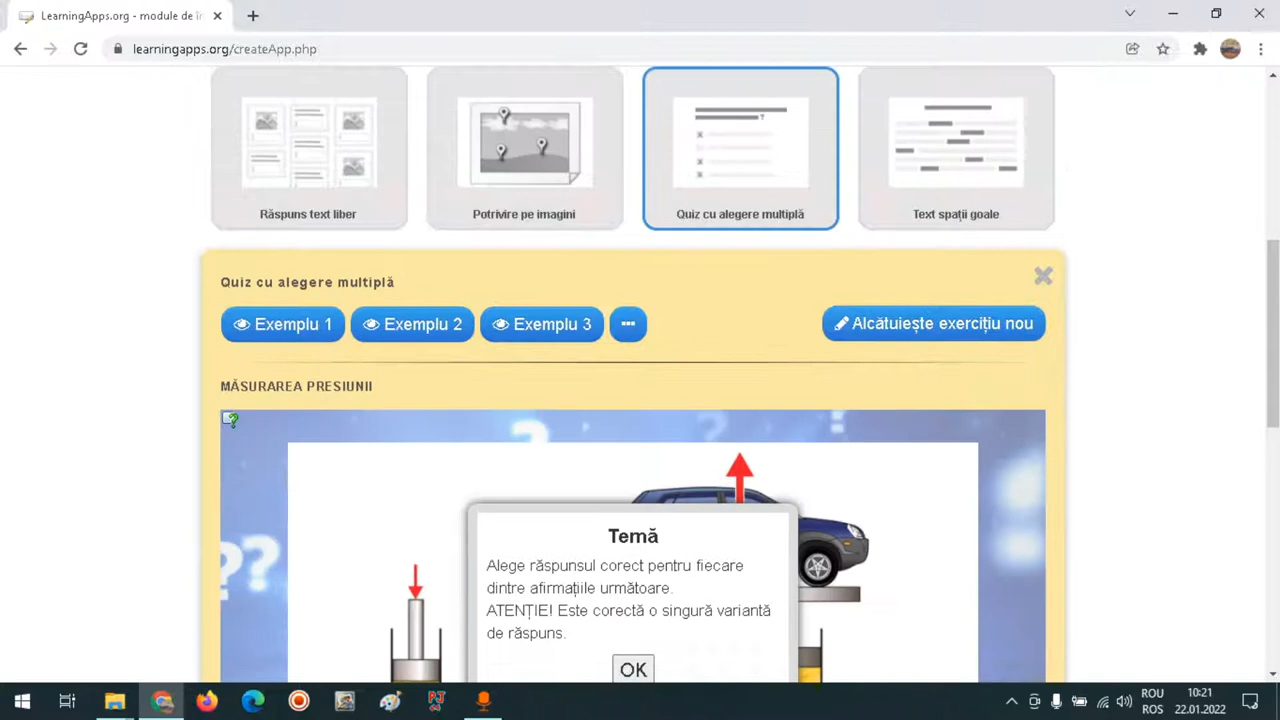 LearningApps.org - module de în
learningapps.org/createApp.php
Răspuns text liber
Potrivire pe imagini
Quiz cu alegere multiplă
Text spații goale
Quiz cu alegere multiplă
Exemplu 1
Exemplu 2
Exemplu 3
Alcătuiește exercițiu nou
MĂSURAREA PRESIUNII
Temă
Alege răspunsul corect pentru fiecare
dintre afirmațiile următoare.
ATENȚIE! Este corectă o singură variantă
de răspuns.
OK
ROU
ROS
10:21
22.01.2022